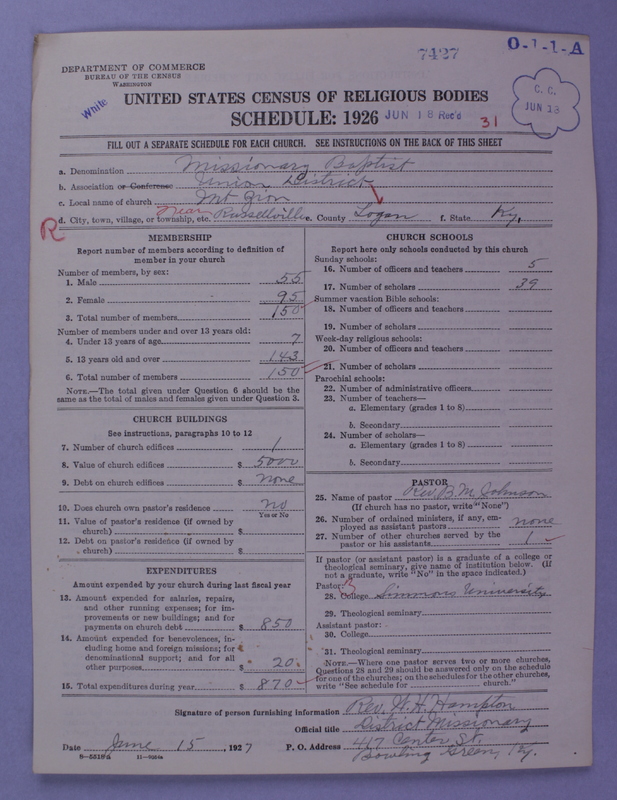 7427
O-1-1-A
DEPARTMENT OF COMMERCE
BUREAU OF THE CENSUS
WASHINGTON
White
C. C.
JUN 13
UNITED STATES CENSUS OF RELIGIOUS BODIES
SCHEDULE: 1926 JUN 18 Rec'd 31
FILL OUT A SEPARATE SCHEDULE FOR EACH CHURCH. SEE INSTRUCTIONS ON THE BACK OF THIS SHEET
a. Denomination Missionary Baptist
b. Association or Conference Union District
c. Local name of church Mt Zion
d. City, town, village, or township, etc. near Russellville e. County Logan f. State Ky.
R
MEMBERSHIP
Report number of members according to definition of
member in your church
Number of members, by sex:
1. Male 55
2. Female 95
3. Total number of members 150
Number of members under and over 13 years old:
4. Under 13 years of age 7
5. 13 years old and over 143
6. Total number of members 150
NOTE.—The total given under Question 6 should be the
same as the total of males and females given under Question 3.
CHURCH BUILDINGS
See instructions, paragraphs 10 to 12
7. Number of church edifices 1
8. Value of church edifices $ 5000
9. Debt on church edifices $ none
10. Does church own pastor's residence no
Yes or No
11. Value of pastor's residence (if owned by
church) $
12. Debt on pastor's residence (if owned by
church) $
EXPENDITURES
Amount expended by your church during last fiscal year
13. Amount expended for salaries, repairs,
and other running expenses; for im-
provements or new buildings; and for
payments on church debt $ 850
14. Amount expended for benevolences, in-
cluding home and foreign missions; for
denominational support; and for all
other purposes $ 20.
15. Total expenditures during year $ 870
CHURCH SCHOOLS
Report here only schools conducted by this church
Sunday schools:
16. Number of officers and teachers 5
17. Number of scholars 39
Summer vacation Bible schools:
18. Number of officers and teachers
19. Number of scholars
Week-day religious schools:
20. Number of officers and teachers
21. Number of scholars
Parochial schools:
22. Number of administrative officers
23. Number of teachers—
a. Elementary (grades 1 to 8)
b. Secondary
24. Number of scholars—
a. Elementary (grades 1 to 8)
b. Secondary
PASTOR
25. Name of pastor Rev. B. M. Johnson
(If church has no pastor, write "None")
26. Number of ordained ministers, if any, em-
ployed as assistant pastors none
27. Number of other churches served by the
pastor or his assistants 1
If pastor (or assistant pastor) is a graduate of a college or
theological seminary, give name of institution below. (If
not a graduate, write "No" in the space indicated.)
Pastor:
28. College Simmons University
29. Theological seminary
Assistant pastor:
30. College
31. Theological seminary
NOTE.—Where one pastor serves two or more churches,
Questions 28 and 29 should be answered only on the schedule
for one of the churches; on the schedules for the other churches,
write "See schedule for church."
Signature of person furnishing information Rev. W. H. Hampton
Official title District Missionary
Date June 15, 1927 P. O. Address 417 Center St.
Bowling Green, Ky.
8-5518a 11-9064a